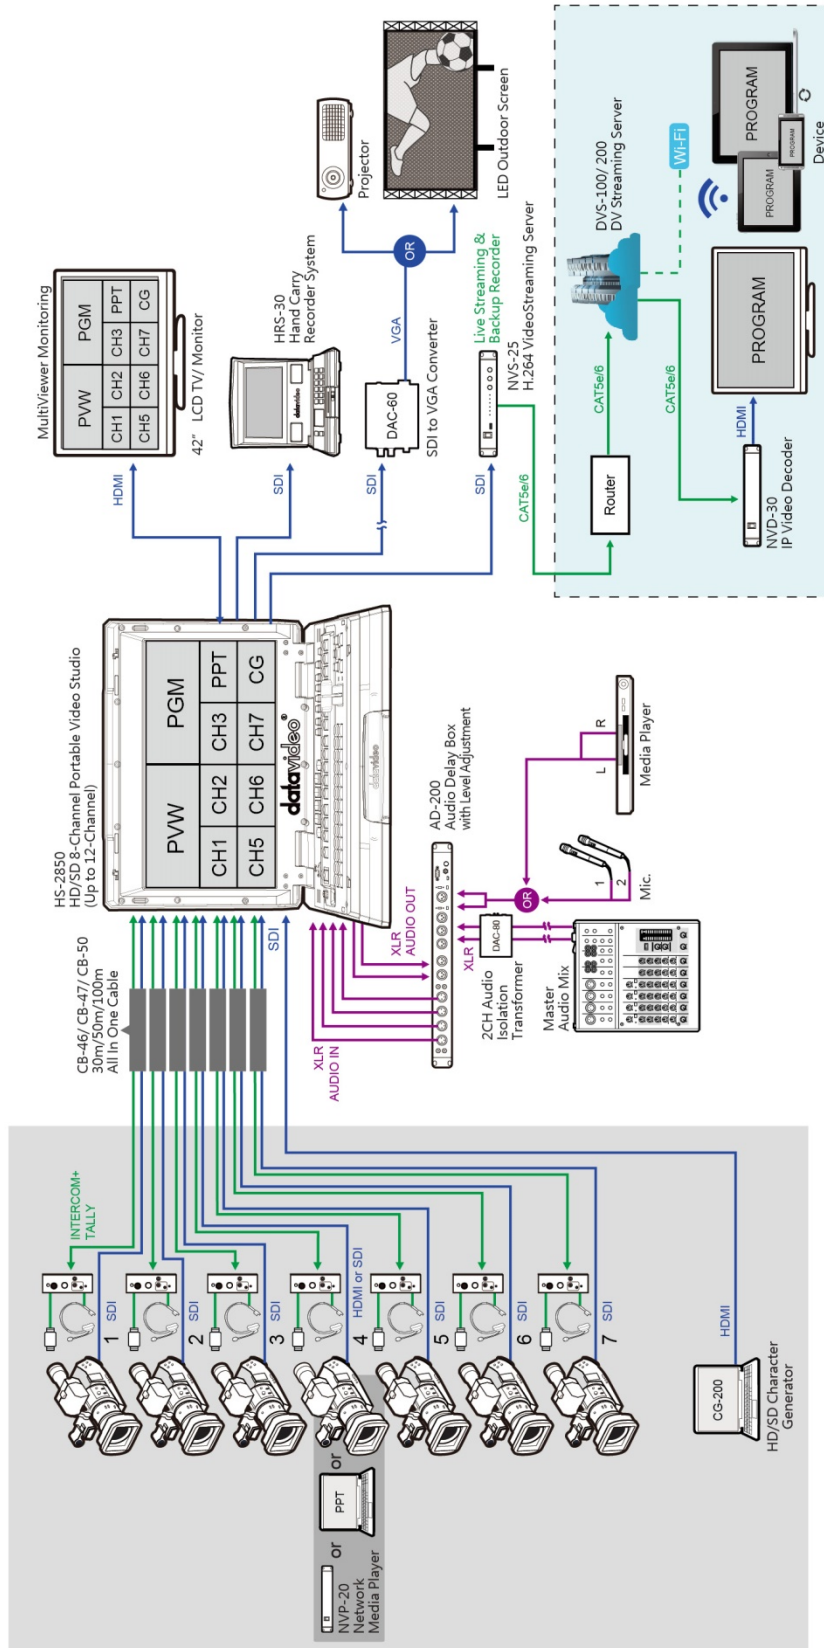 MultiViewer Monitoring
PVW
PGM
CH1
CH2
CH3
PPT
CH5
CH6
CH7
CG
42" LCD TV/ Monitor
HDMI
HRS-30
Hand Carry
Recorder System
datavideo
SDI
Projector
LED Outdoor Screen
OR
VGA
DAC-60
SDI to VGA Converter
SDI
Live Streaming &
Backup Recorder
NVS-25
H.264 VideoStreaming Server
SDI
CAT5e/6
Router
CAT5e/6
DVS-100/ 200
DV Streaming Server
Wi-Fi
CAT5e/6
NVD-30
IP Video Decoder
HDMI
PROGRAM
PROGRAM
PROGRAM
PROGRAM
Device
HS-2850
HD/SD 8-Channel Portable Video Studio
(Up to 12-Channel)
PVW
PGM
CH1
CH2
CH3
PPT
CH5
CH6
CH7
CG
datavideo®
datavideo
CB-46/ CB-47/ CB-50
30m/50m/100m
All In One Cable
SDI
XLR
AUDIO IN
XLR
AUDIO OUT
AD-200
Audio Delay Box
with Level Adjustment
XLR
DAC-80
2CH Audio
Isolation
Transformer
Master
Audio Mix
OR
1
2
Mic.
L
R
Media Player
INTERCOM+
TALLY
1
SDI
2
SDI
3
SDI
4
HDMI or SDI
5
SDI
6
SDI
7
SDI
NVP-20
Network
Media Player
or
PPT
or
CG-200
HD/SD Character
Generator
HDMI